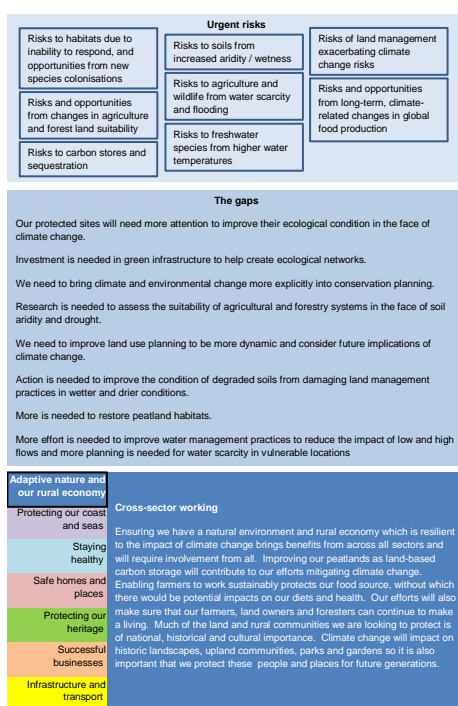 Urgent risks
Risks to habitats due to
inability to respond, and
opportunities from new
species colonisations
Risks and opportunities
from changes in agriculture
and forest land suitability
Risks to carbon stores and
sequestration
Risks to soils from
increased aridity / wetness
Risks to agriculture and
wildlife from water scarcity
and flooding
Risks to freshwater
species from higher water
temperatures
Risks of land management
exacerbating climate
change risks
Risks and opportunities
from long-term, climate-
related changes in global
food production
The gaps
Our protected sites will need more attention to improve their ecological condition in the face of
climate change.
Investment is needed in green infrastructure to help create ecological networks.
We need to bring climate and environmental change more explicitly into conservation planning.
Research is needed to assess the suitability of agricultural and forestry systems in the face of soil
aridity and drought.
We need to improve land use planning to be more dynamic and consider future implications of
climate change.
Action is needed to improve the condition of degraded soils from damaging land management
practices in wetter and drier conditions.
More is needed to restore peatland habitats.
More effort is needed to improve water management practices to reduce the impact of low and high
flows and more planning is needed for water scarcity in vulnerable locations
Adaptive nature and
our rural economy
Protecting our coast
and seas
Staying
healthy
Safe homes and
places
Protecting our
heritage
Successful
businesses
Infrastructure and
transport
Cross-sector working
Ensuring we have a natural environment and rural economy which is resilient
to the impact of climate change brings benefits from across all sectors and
will require involvement from all. Improving our peatlands as land-based
carbon storage will contribute to our efforts mitigating climate change.
Enabling farmers to work sustainably protects our food source, without which
there would be potential impacts on our diets and health. Our efforts will also
make sure that our farmers, land owners and foresters can continue to make
a living. Much of the land and rural communities we are looking to protect is
of national, historical and cultural importance. Climate change will impact on
historic landscapes, upland communities, parks and gardens so it is also
important that we protect these people and places for future generations.